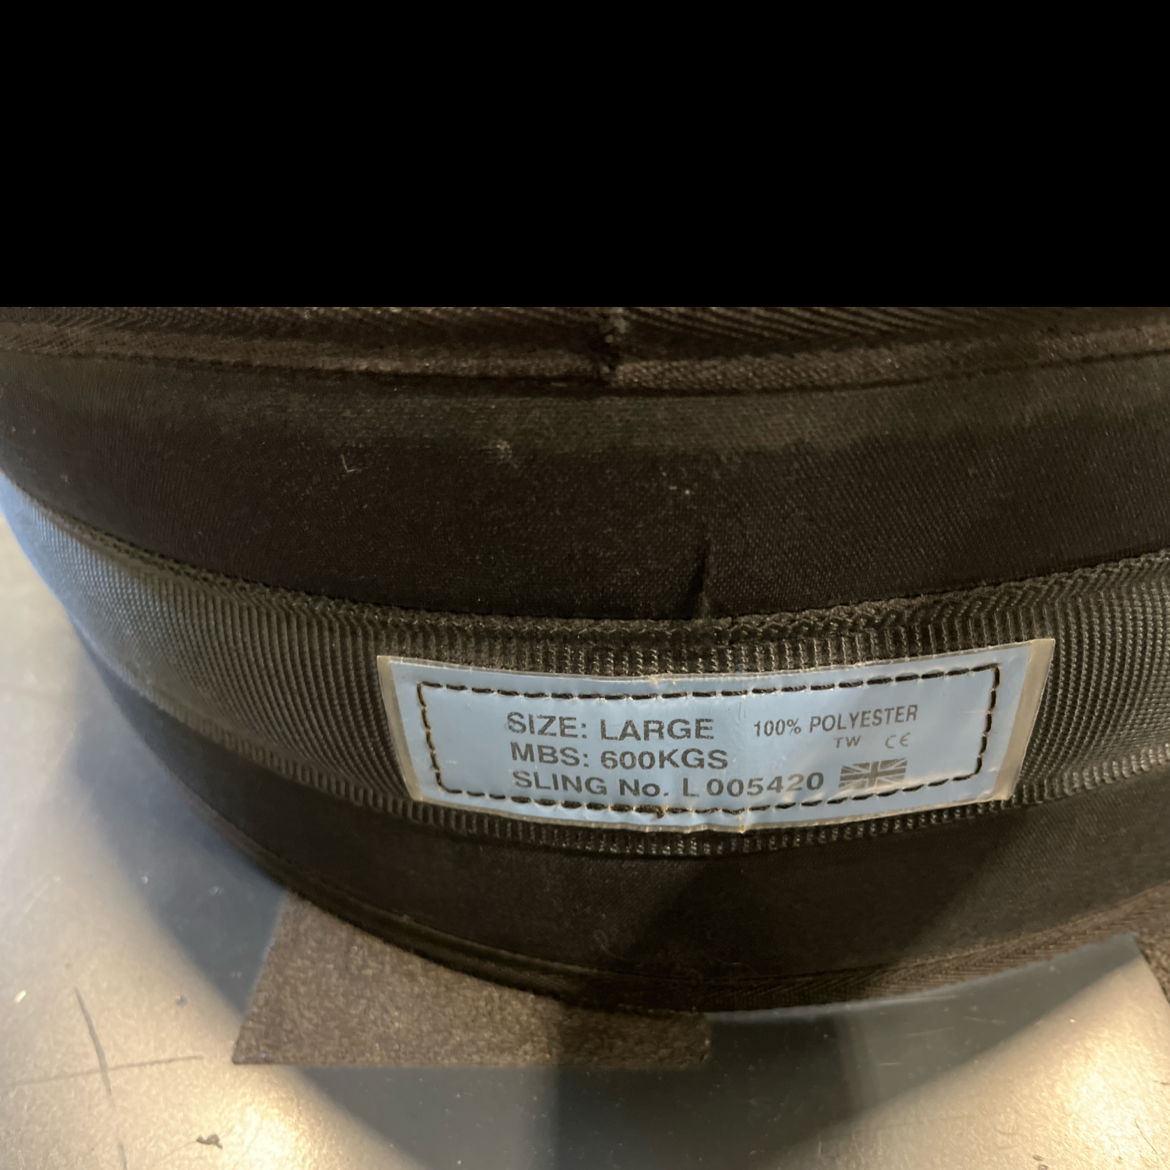 SIZE: LARGE 100% POLYESTER
MBS: 600KGS TW CE
SLING No. L 005420